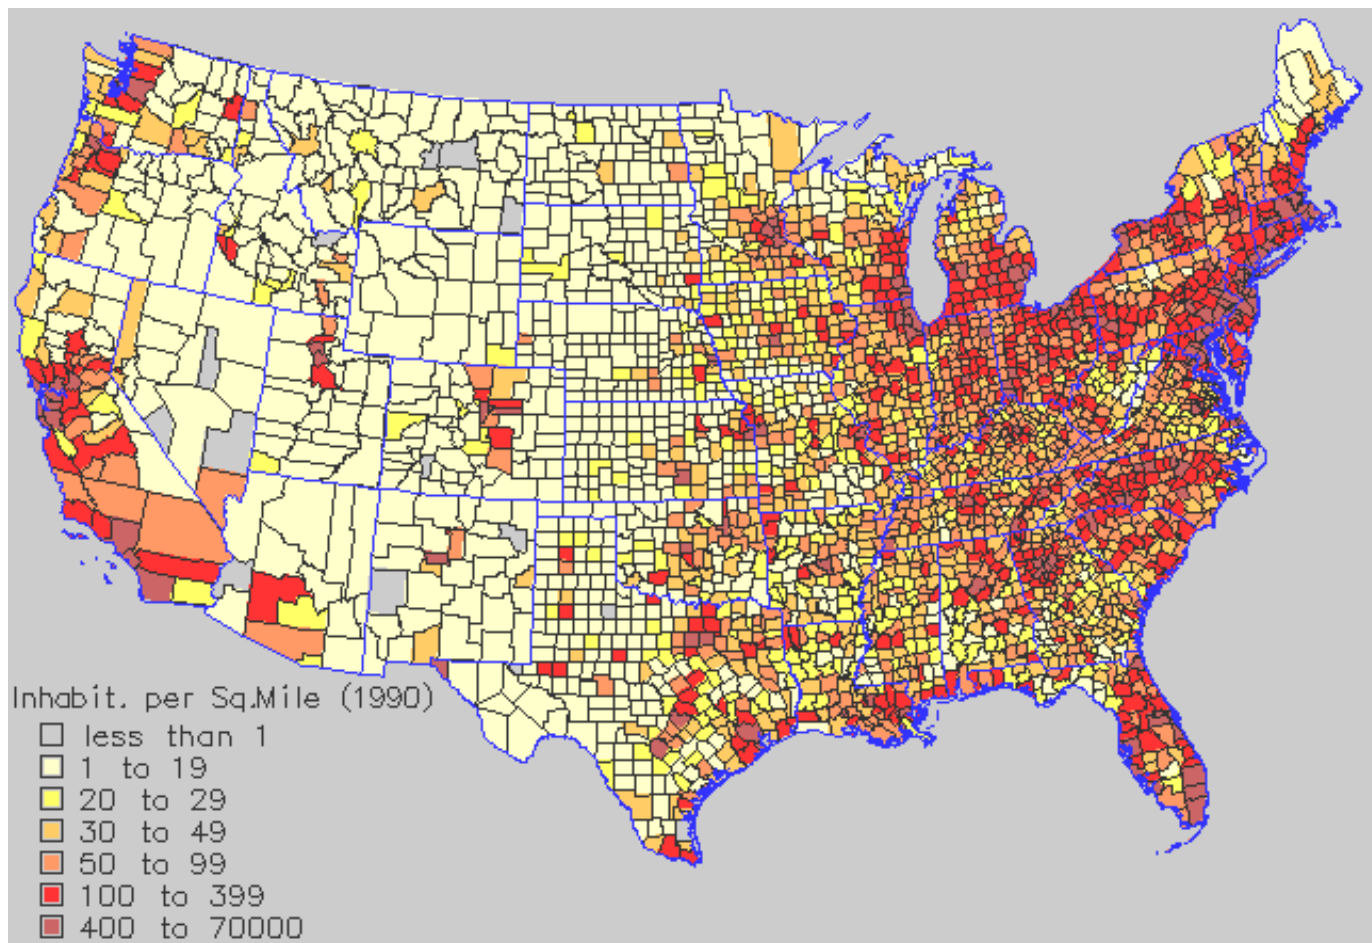 Inhabit. per Sq.Mile (1990)
less than 1
1 to 19
20 to 29
30 to 49
50 to 99
100 to 399
400 to 70000